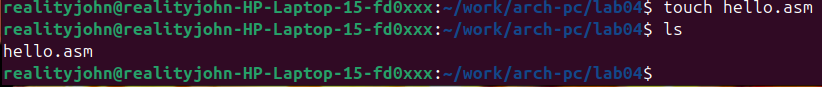 realityjohn@realityjohn-HP-Laptop-15-fd0xxx:~/work/arch-pc/lab04$ touch hello.asm
realityjohn@realityjohn-HP-Laptop-15-fd0xxx:~/work/arch-pc/lab04$ ls
hello.asm
realityjohn@realityjohn-HP-Laptop-15-fd0xxx:~/work/arch-pc/lab04$